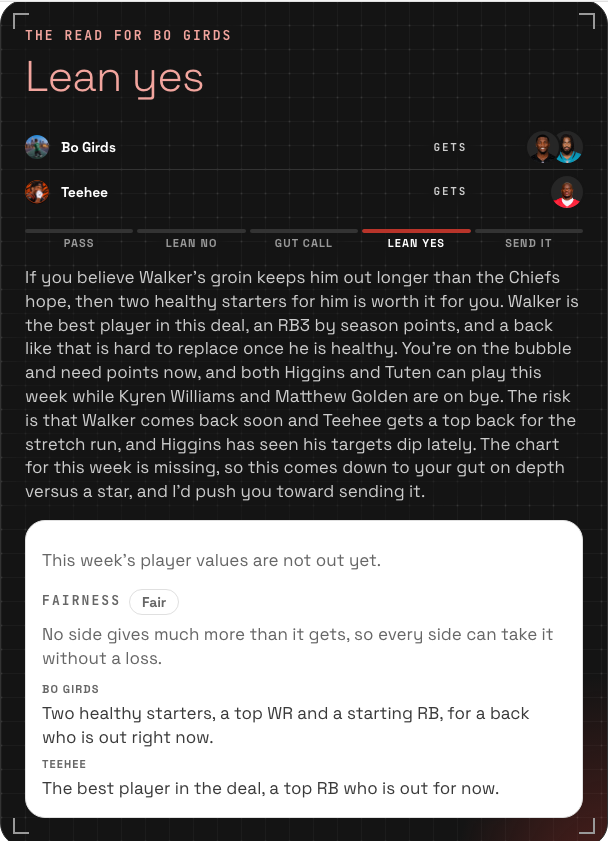 THE READ FOR BO GIRDS
Lean yes
Bo Girds GETS
Teehee GETS
PASS LEAN NO GUT CALL LEAN YES SEND IT
If you believe Walker's groin keeps him out longer than the Chiefs
hope, then two healthy starters for him is worth it for you. Walker is
the best player in this deal, an RB3 by season points, and a back
like that is hard to replace once he is healthy. You're on the bubble
and need points now, and both Higgins and Tuten can play this
week while Kyren Williams and Matthew Golden are on bye. The risk
is that Walker comes back soon and Teehee gets a top back for the
stretch run, and Higgins has seen his targets dip lately. The chart
for this week is missing, so this comes down to your gut on depth
versus a star, and I'd push you toward sending it.
This week's player values are not out yet.
FAIRNESS Fair
No side gives much more than it gets, so every side can take it
without a loss.
BO GIRDS
Two healthy starters, a top WR and a starting RB, for a back
who is out right now.
TEEHEE
The best player in the deal, a top RB who is out for now.